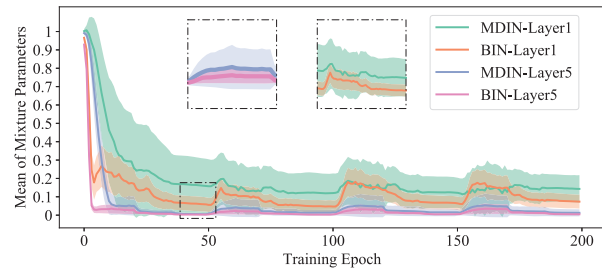 Mean of Mixture Parameters
1
0.9
0.8
0.7
0.6
0.5
0.4
0.3
0.2
0.1
0
MDIN-Layer1
BIN-Layer1
MDIN-Layer5
BIN-Layer5
0
50
100
150
200
Training Epoch